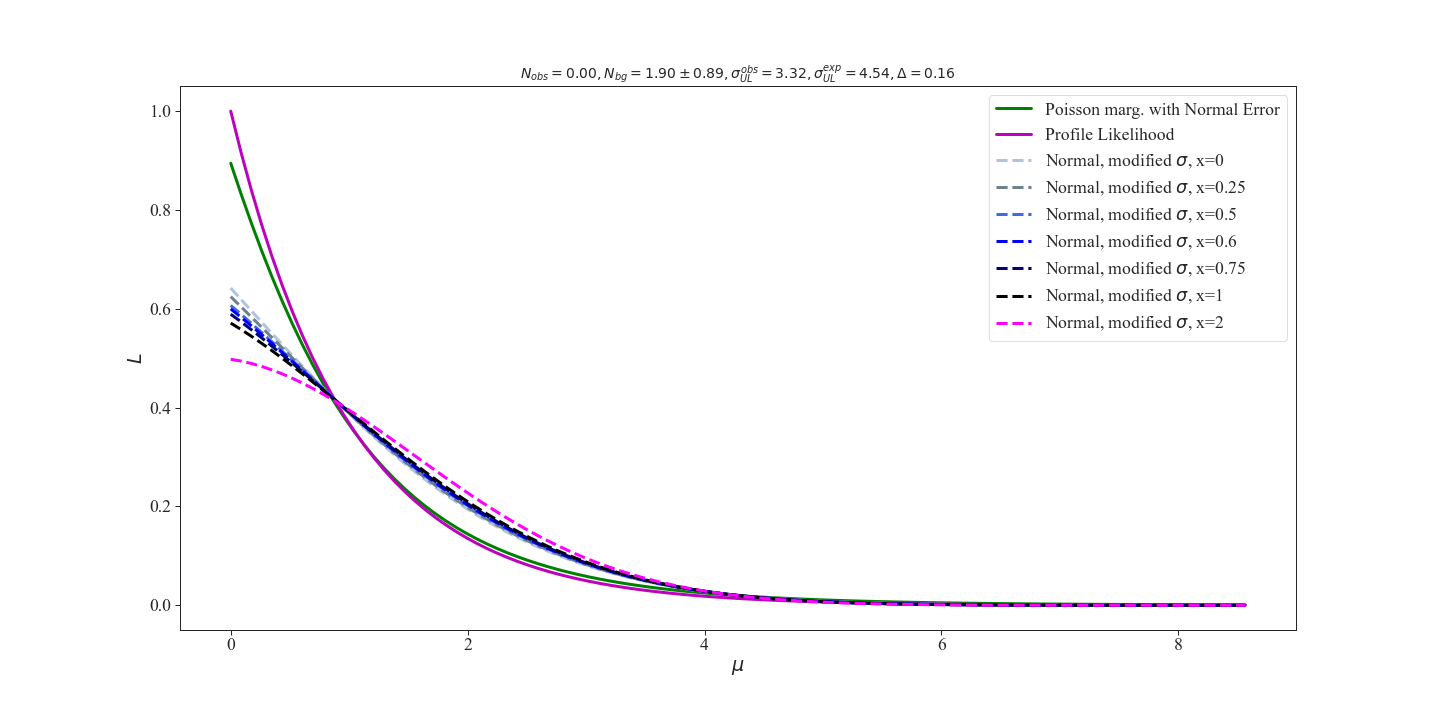 N_obs = 0.00, N_bg = 1.90 ± 0.89, σ_UL^obs = 3.32, σ_UL^exp = 4.54, Δ = 0.16
1.0
0.8
0.6
0.4
0.2
0.0
L
0 2 4 6 8
μ
Poisson marg. with Normal Error
Profile Likelihood
Normal, modified σ, x=0
Normal, modified σ, x=0.25
Normal, modified σ, x=0.5
Normal, modified σ, x=0.6
Normal, modified σ, x=0.75
Normal, modified σ, x=1
Normal, modified σ, x=2